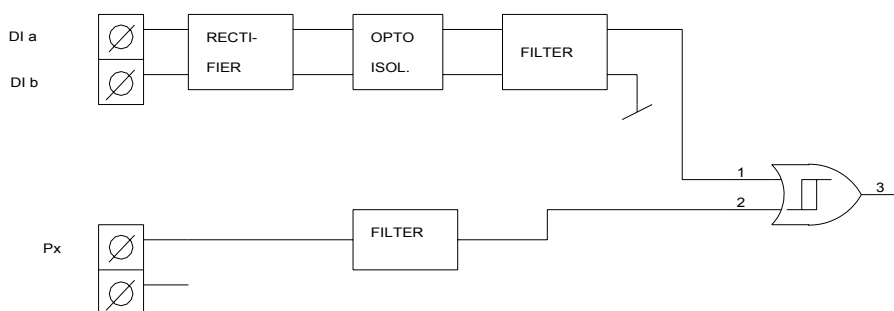 DI a
DI b
RECTI-
FIER
OPTO
ISOL.
FILTER
1
2
3
Px
FILTER